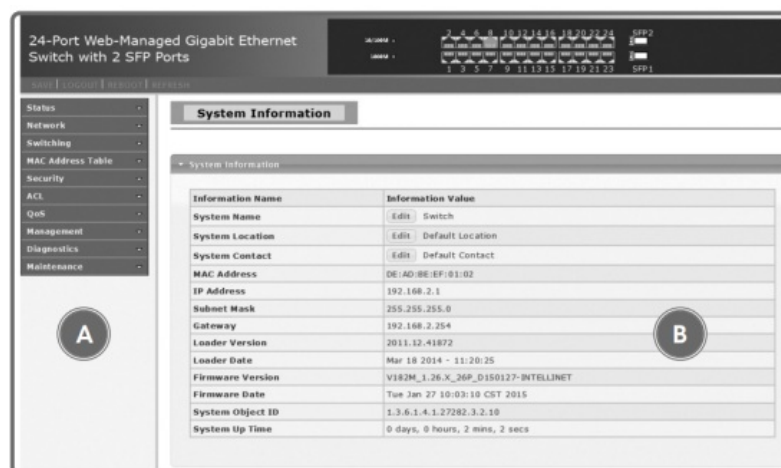 24-Port Web-Managed Gigabit Ethernet
Switch with 2 SFP Ports
2 4 6 8 10 12 14 16 18 20 22 24 SFP2
1 3 5 7 9 11 13 15 17 19 21 23 SFP1
SAVE | LOGOUT | REBOOT | REFRESH
Status
Network
Switching
MAC Address Table
Security
ACL
QoS
Management
Diagnostics
Maintenance
A
System Information
System Information
Information Name Information Value
System Name Edit Switch
System Location Edit Default Location
System Contact Edit Default Contact
MAC Address DE:AD:BE:EF:01:02
IP Address 192.168.2.1
Subnet Mask 255.255.255.0
Gateway 192.168.2.254
Loader Version 2011.12.41872
Loader Date Mar 18 2014 - 11:20:25
Firmware Version V182M_1.26.X_26P_D150127-INTELLINET
Firmware Date Tue Jan 27 10:03:10 CST 2015
System Object ID 1.3.6.1.4.1.27282.3.2.10
System Up Time 0 days, 0 hours, 2 mins, 2 secs
B